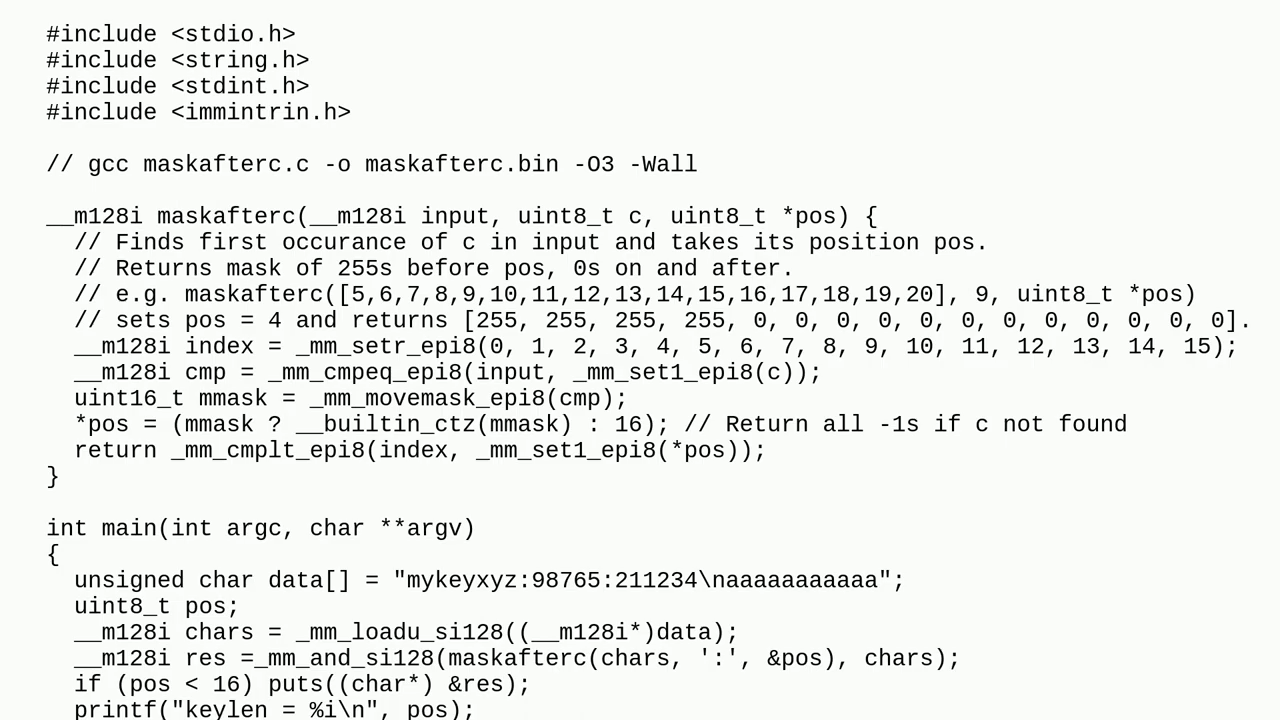 #include <stdio.h>
#include <string.h>
#include <stdint.h>
#include <immintrin.h>
// gcc maskafterc.c -o maskafterc.bin -O3 -Wall
__m128i maskafterc(__m128i input, uint8_t c, uint8_t *pos) {
// Finds first occurance of c in input and takes its position pos.
// Returns mask of 255s before pos, 0s on and after.
// e.g. maskafterc([5,6,7,8,9,10,11,12,13,14,15,16,17,18,19,20], 9, uint8_t *pos)
// sets pos = 4 and returns [255, 255, 255, 255, 0, 0, 0, 0, 0, 0, 0, 0, 0, 0, 0, 0].
__m128i index = _mm_setr_epi8(0, 1, 2, 3, 4, 5, 6, 7, 8, 9, 10, 11, 12, 13, 14, 15);
__m128i cmp = _mm_cmpeq_epi8(input, _mm_set1_epi8(c));
uint16_t mmask = _mm_movemask_epi8(cmp);
*pos = (mmask ? __builtin_ctz(mmask) : 16); // Return all -1s if c not found
return _mm_cmplt_epi8(index, _mm_set1_epi8(*pos));
}
int main(int argc, char **argv)
{
unsigned char data[] = "mykeyxyz:98765:211234\naaaaaaaaaaa";
uint8_t pos;
__m128i chars = _mm_loadu_si128((__m128i*)data);
__m128i res =_mm_and_si128(maskafterc(chars, ':', &pos), chars);
if (pos < 16) puts((char*) &res);
printf("keylen = %i\n", pos);